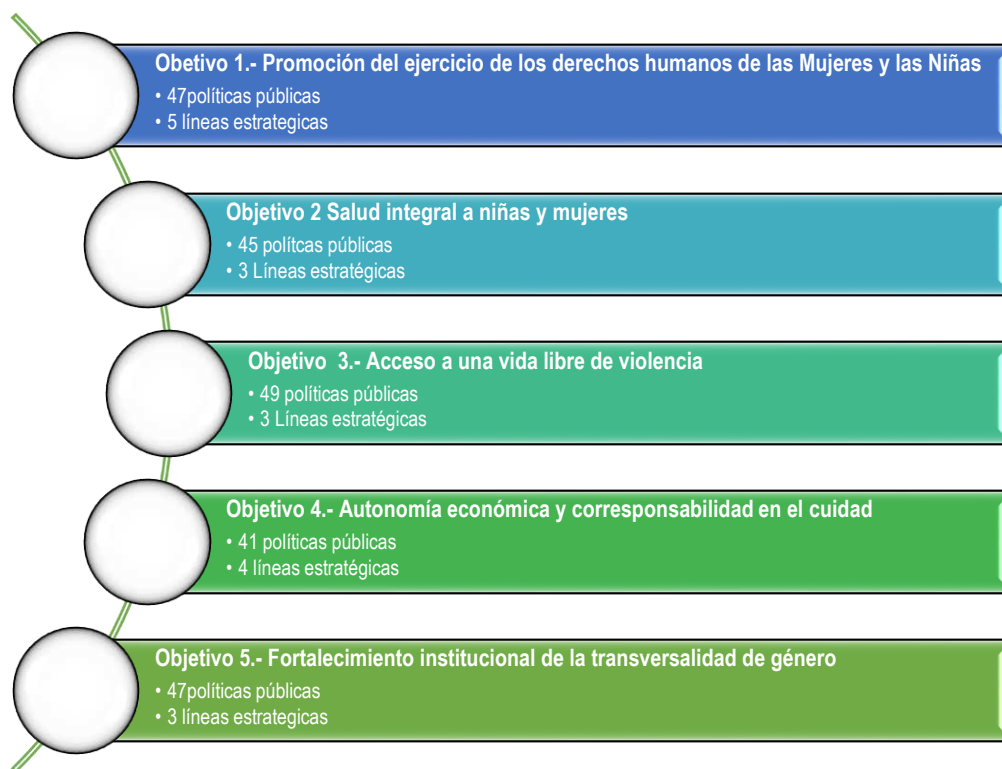 Obetivo 1.- Promoción del ejercicio de los derechos humanos de las Mujeres y las Niñas
• 47políticas públicas
• 5 líneas estrategicas
Objetivo 2 Salud integral a niñas y mujeres
• 45 polítcas públicas
• 3 Líneas estratégicas
Objetivo 3.- Acceso a una vida libre de violencia
• 49 políticas públicas
• 3 Líneas estratégicas
Objetivo 4.- Autonomía económica y corresponsabilidad en el cuidad
• 41 políticas públicas
• 4 líneas estratégicas
Objetivo 5.- Fortalecimiento institucional de la transversalidad de género
• 47políticas públicas
• 3 líneas estrategicas